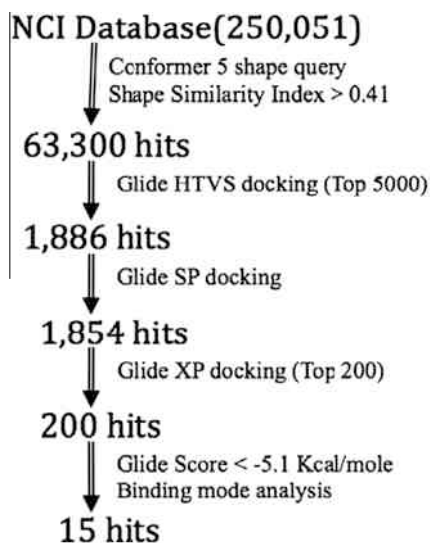 NCI Database(250,051)
Conformer 5 shape query
Shape Similarity Index > 0.41
63,300 hits
Glide HTVS docking (Top 5000)
1,886 hits
Glide SP docking
1,854 hits
Glide XP docking (Top 200)
200 hits
Glide Score < -5.1 Kcal/mole
Binding mode analysis
15 hits